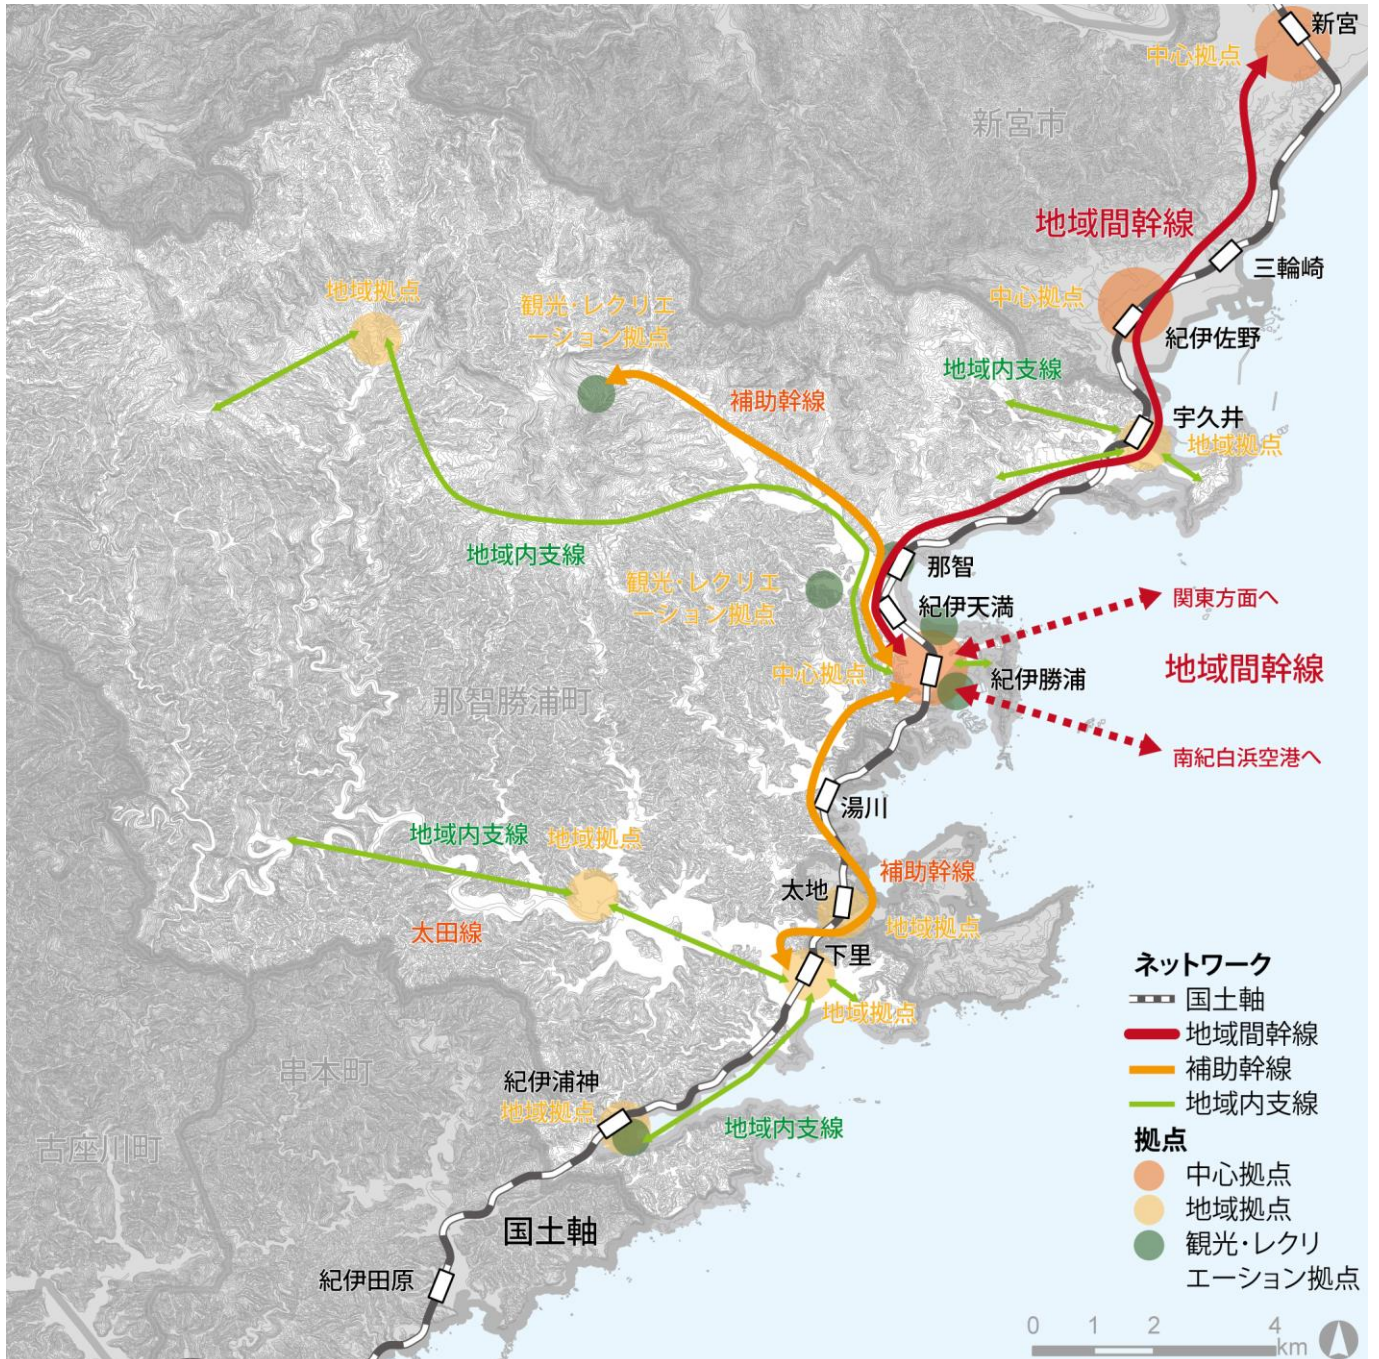 新宮
中心拠点
新宮市
地域間幹線
三輪崎
地域拠点
観光・レクリエ
ーション拠点
中心拠点
紀伊佐野
地域内支線
補助幹線
宇久井
地域拠点
地域内支線
那智
観光・レクリエ
ーション拠点
紀伊天満
関東方面へ
中心拠点
紀伊勝浦
地域間幹線
那智勝浦町
南紀白浜空港へ
湯川
地域内支線
地域拠点
補助幹線
太地
地域拠点
太田線
下里
地域拠点
紀伊浦神
地域拠点
串本町
地域内支線
古座川町
国土軸
紀伊田原
ネットワーク
国土軸
地域間幹線
補助幹線
地域内支線
拠点
中心拠点
地域拠点
観光・レクリ
エーション拠点
0 1 2 4
km